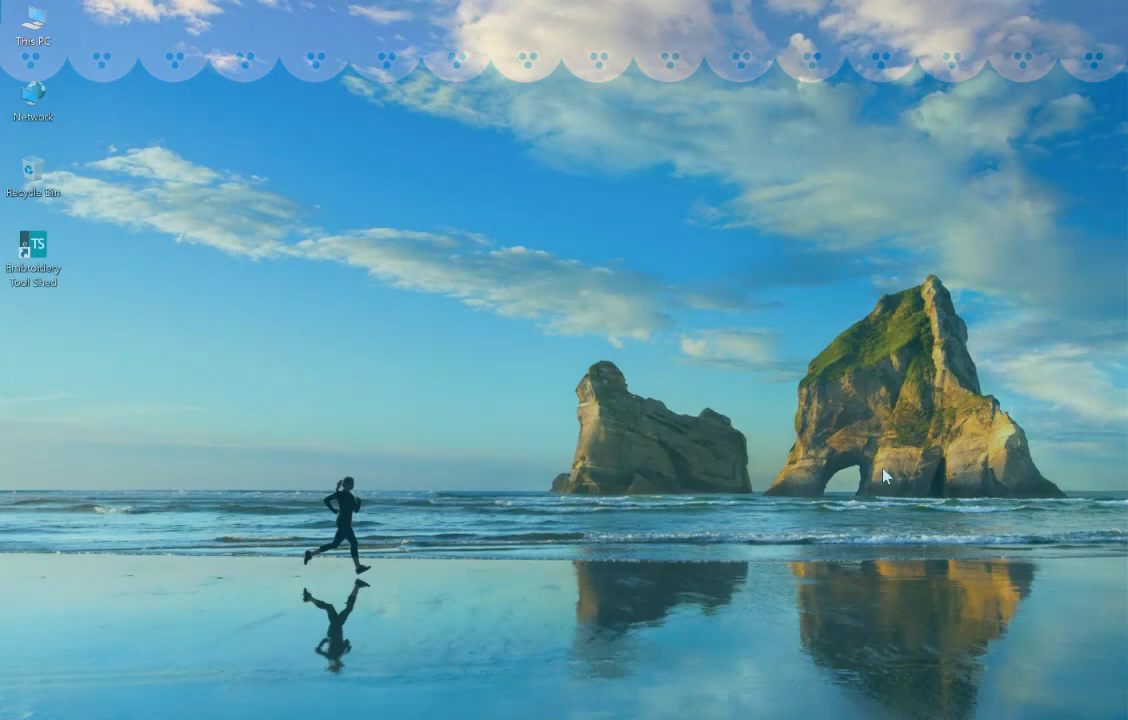 This PC
Network
Recycle Bin
TS
Embroidery
Tool Shed